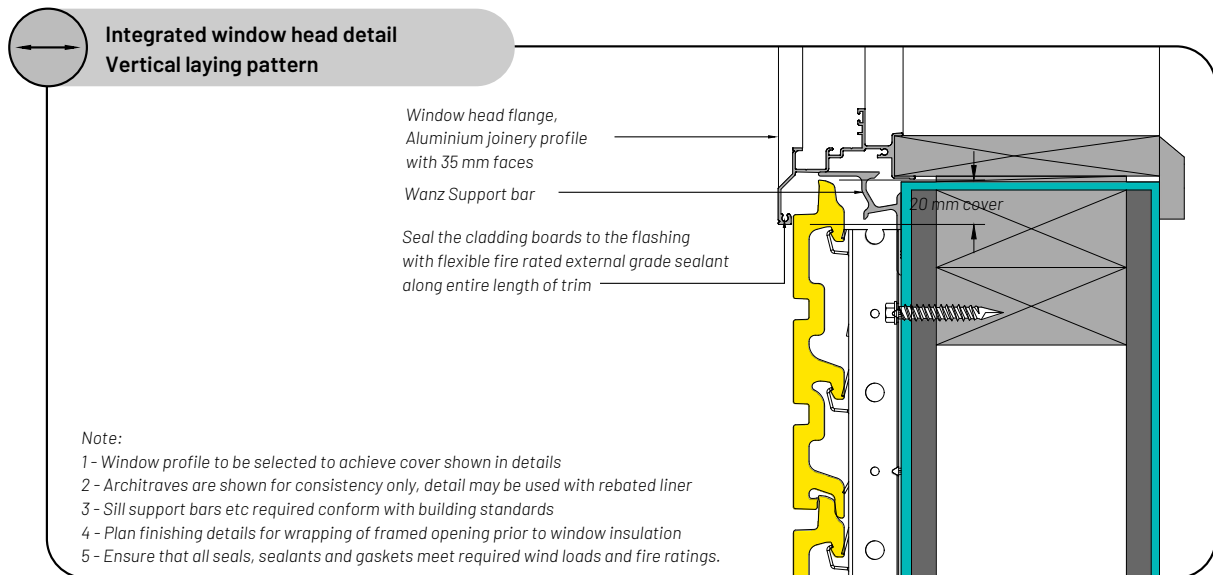 Integrated window head detail
Vertical laying pattern
Window head flange,
Aluminium joinery profile
with 35 mm faces
Wanz Support bar
20 mm cover
Seal the cladding boards to the flashing
with flexible fire rated external grade sealant
along entire length of trim
Note:
1 - Window profile to be selected to achieve cover shown in details
2 - Architraves are shown for consistency only, detail may be used with rebated liner
3 - Sill support bars etc required conform with building standards
4 - Plan finishing details for wrapping of framed opening prior to window insulation
5 - Ensure that all seals, sealants and gaskets meet required wind loads and fire ratings.